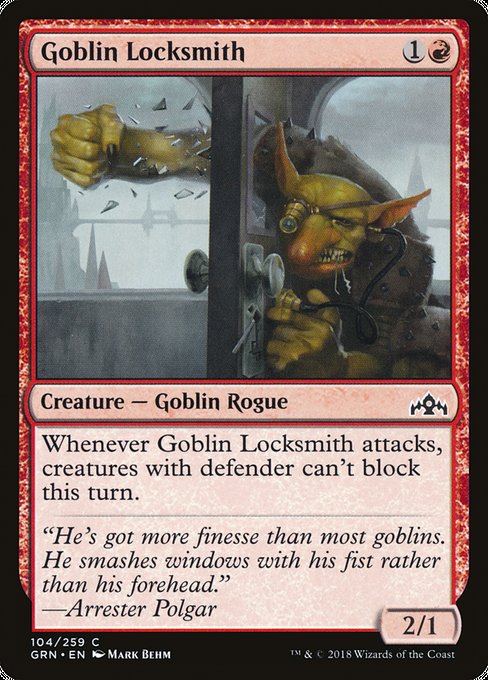 Goblin Locksmith 1
Creature — Goblin Rogue
Whenever Goblin Locksmith attacks,
creatures with defender can't block
this turn.
“He's got more finesse than most goblins.
He smashes windows with his fist rather
than his forehead.”
—Arrester Polgar
2/1
104/259 C
GRN • EN Mark Behm
™ & © 2018 Wizards of the Coast